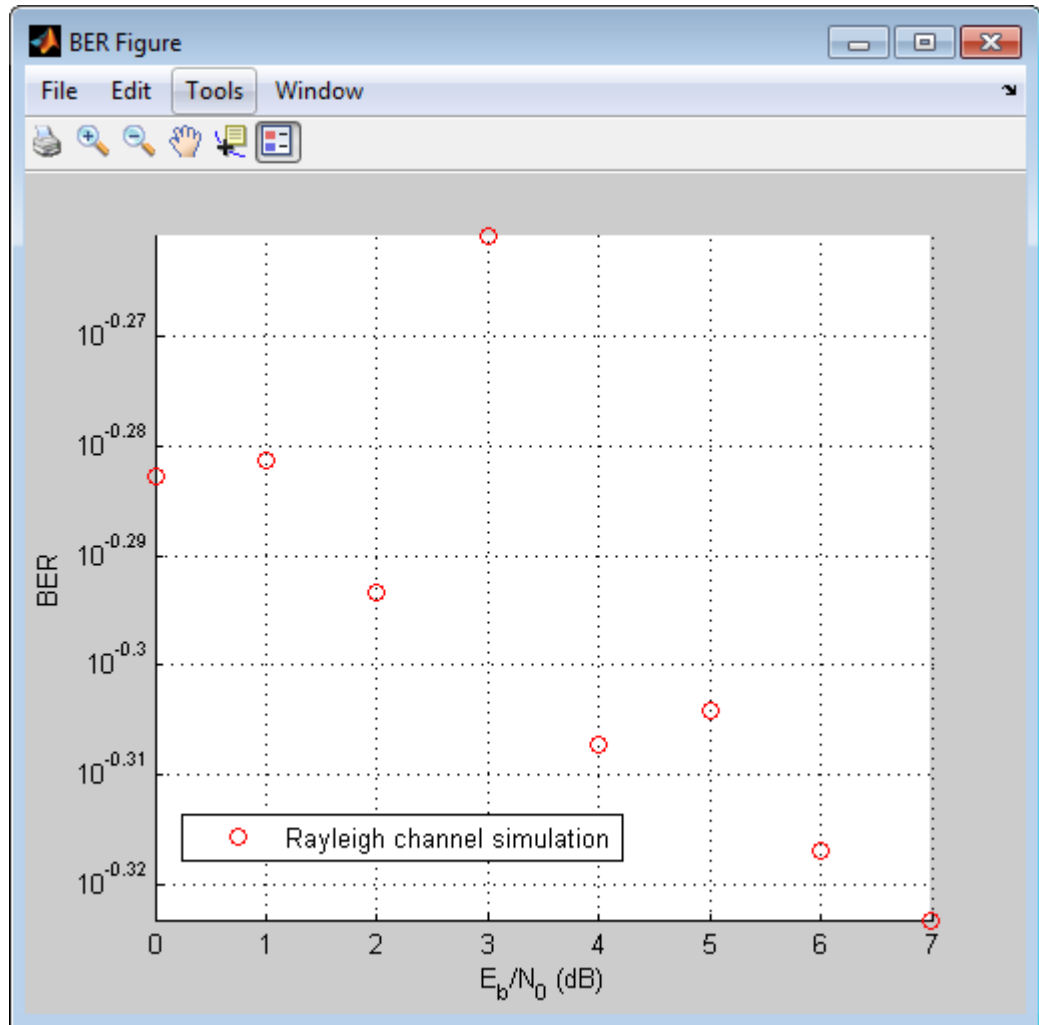 BER Figure
File Edit Tools Window
10^-0.27
10^-0.28
10^-0.29
10^-0.3
10^-0.31
10^-0.32
BER
Rayleigh channel simulation
0 1 2 3 4 5 6 7
E_b/N_0 (dB)